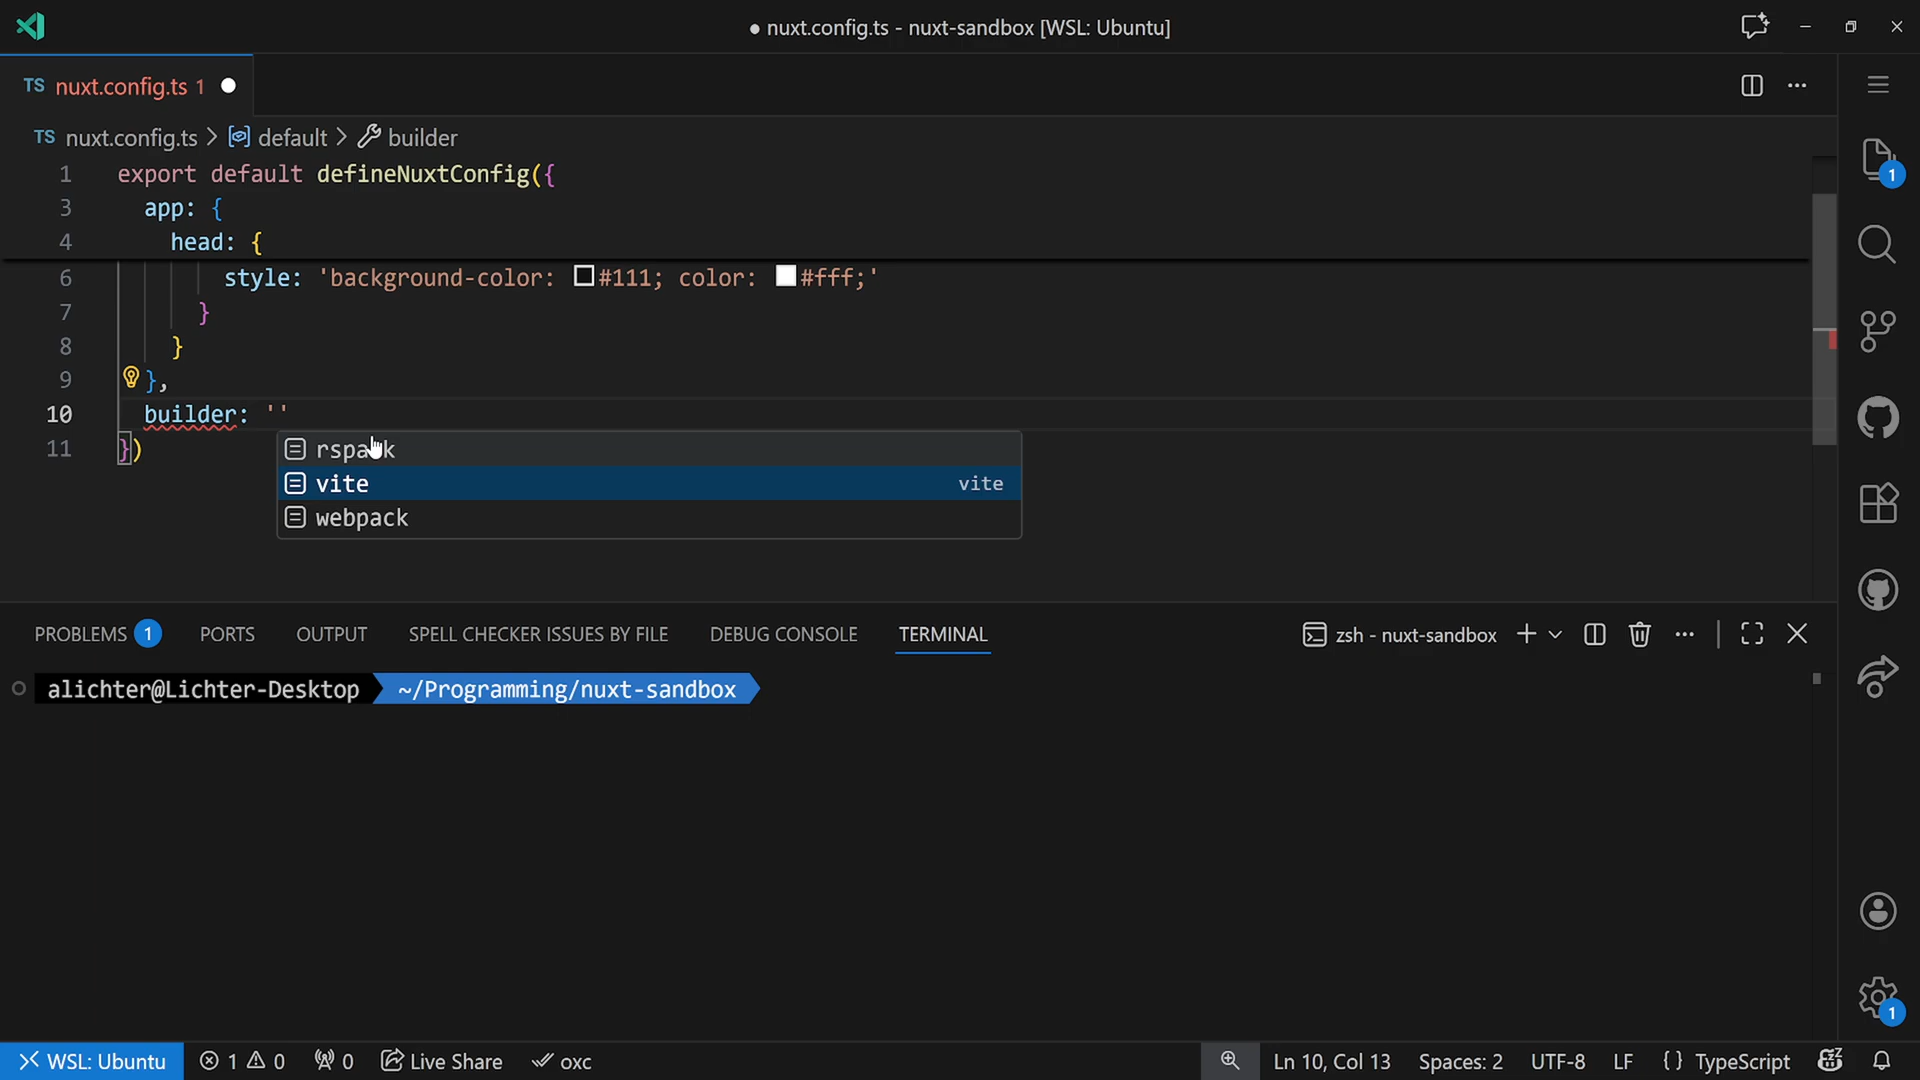 nuxt.config.ts - nuxt-sandbox [WSL: Ubuntu]
TS nuxt.config.ts 1
TS nuxt.config.ts > default > builder
1 export default defineNuxtConfig({
3 app: {
4 head: {
6 style: 'background-color: #111; color: #fff;'
7 }
8 }
9 },
10 builder: ''
11 })
rspack
vite vite
webpack
1
PROBLEMS 1 PORTS OUTPUT SPELL CHECKER ISSUES BY FILE DEBUG CONSOLE TERMINAL zsh - nuxt-sandbox
alichter@Lichter-Desktop ~/Programming/nuxt-sandbox
1
WSL: Ubuntu 1 0 0 Live Share oxc Ln 10, Col 13 Spaces: 2 UTF-8 LF {} TypeScript